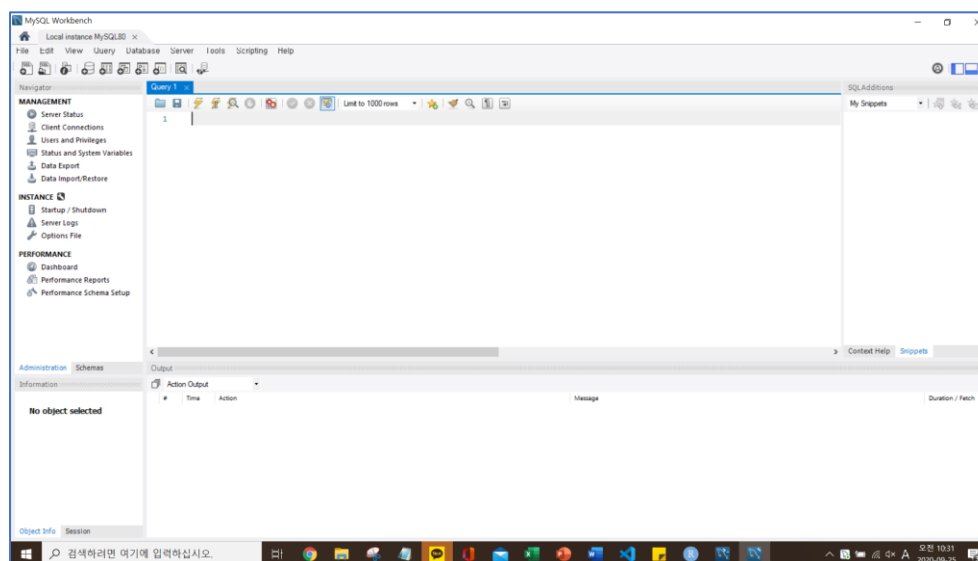 MySQL Workbench
Local instance MySQL80 ×
File Edit View Query Database Server Tools Scripting Help
Navigator
Query 1 ×
SQLAdditions
MANAGEMENT
Server Status
Client Connections
Users and Privileges
Status and System Variables
Data Export
Data Import/Restore
INSTANCE
Startup / Shutdown
Server Logs
Options File
PERFORMANCE
Dashboard
Performance Reports
Performance Schema Setup
Limit to 1000 rows
1
My Snippets
Context Help Snippets
Administration Schemas
Information
No object selected
Object Info Session
Output
Action Output
# Time Action Message Duration / Fetch
검색하려면 여기에 입력하십시오.
A
오전 10:31
2020-09-25